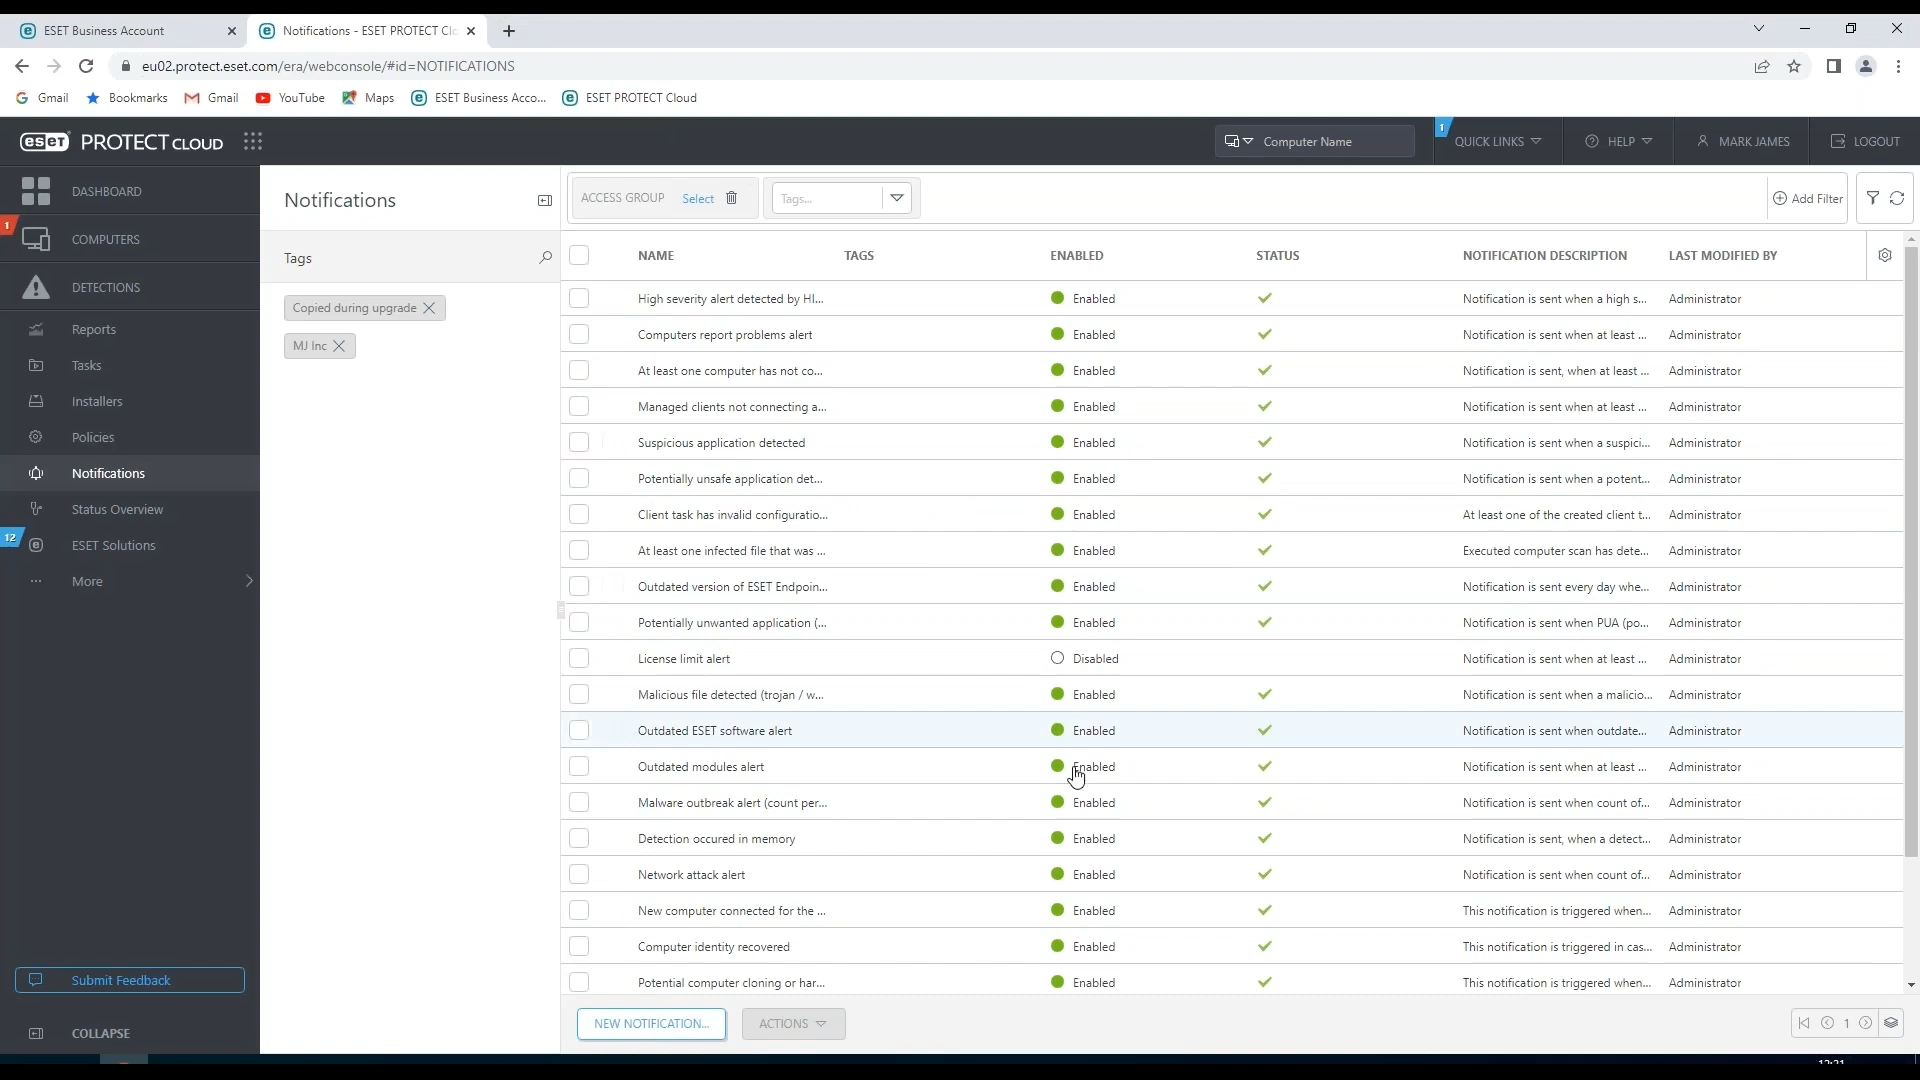 ESET Business Account
Notifications - ESET PROTECT Clo
eu02.protect.eset.com/era/webconsole/#id=NOTIFICATIONS
Gmail Bookmarks Gmail YouTube Maps ESET Business Acco... ESET PROTECT Cloud
eset PROTECT CLOUD
Computer Name
1
QUICK LINKS
HELP
MARK JAMES
LOGOUT
DASHBOARD
1
COMPUTERS
DETECTIONS
Reports
Tasks
Installers
Policies
Notifications
Status Overview
12
ESET Solutions
More
Submit Feedback
COLLAPSE
Notifications
Tags
Copied during upgrade
MJ Inc
ACCESS GROUP Select
Tags...
Add Filter
NAME TAGS ENABLED STATUS NOTIFICATION DESCRIPTION LAST MODIFIED BY
High severity alert detected by HI... Enabled Notification is sent when a high s... Administrator
Computers report problems alert Enabled Notification is sent when at least ... Administrator
At least one computer has not co... Enabled Notification is sent, when at least ... Administrator
Managed clients not connecting a... Enabled Notification is sent when at least ... Administrator
Suspicious application detected Enabled Notification is sent when a suspici... Administrator
Potentially unsafe application det... Enabled Notification is sent when a potent... Administrator
Client task has invalid configuratio... Enabled At least one of the created client t... Administrator
At least one infected file that was ... Enabled Executed computer scan has dete... Administrator
Outdated version of ESET Endpoin... Enabled Notification is sent every day whe... Administrator
Potentially unwanted application (... Enabled Notification is sent when PUA (po... Administrator
License limit alert Disabled Notification is sent when at least ... Administrator
Malicious file detected (trojan / w... Enabled Notification is sent when a malicio... Administrator
Outdated ESET software alert Enabled Notification is sent when outdate... Administrator
Outdated modules alert Enabled Notification is sent when at least ... Administrator
Malware outbreak alert (count per... Enabled Notification is sent when count of... Administrator
Detection occured in memory Enabled Notification is sent, when a detect... Administrator
Network attack alert Enabled Notification is sent when count of... Administrator
New computer connected for the ... Enabled This notification is triggered when... Administrator
Computer identity recovered Enabled This notification is triggered in cas... Administrator
Potential computer cloning or har... Enabled This notification is triggered when... Administrator
NEW NOTIFICATION...
ACTIONS
1